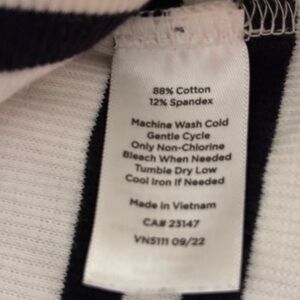 88% Cotton
12% Spandex
Machine Wash Cold
Gentle Cycle
Only Non-Chlorine
Bleach When Needed
Tumble Dry Low
Cool Iron If Needed
Made in Vietnam
CA# 23147
VN5111 09/22